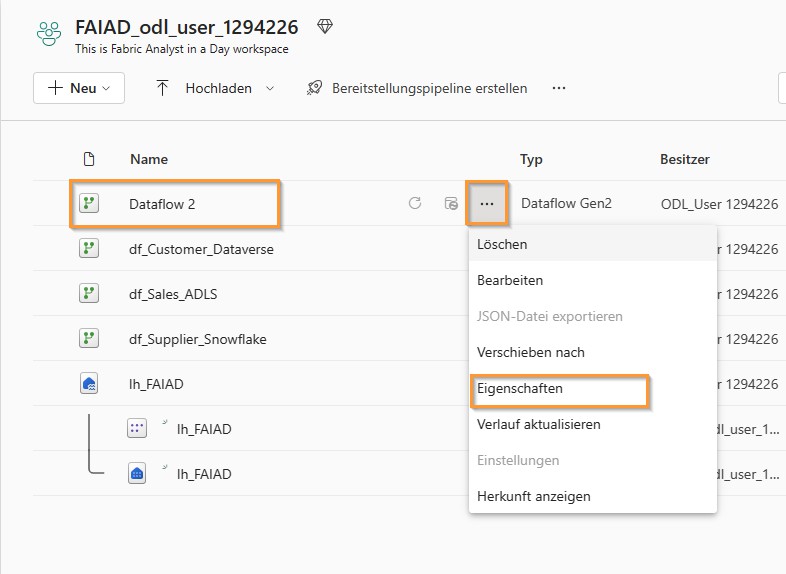 FAIAD_odl_user_1294226
This is Fabric Analyst in a Day workspace
Neu
Hochladen
Bereitstellungspipeline erstellen
Name Typ Besitzer
Dataflow 2 Dataflow Gen2 ODL_User 1294226
df_Customer_Dataverse r 1294226
df_Sales_ADLS r 1294226
df_Supplier_Snowflake r 1294226
lh_FAIAD r 1294226
lh_FAIAD dl_user_1...
lh_FAIAD dl_user_1...
Löschen
Bearbeiten
JSON-Datei exportieren
Verschieben nach
Eigenschaften
Verlauf aktualisieren
Einstellungen
Herkunft anzeigen